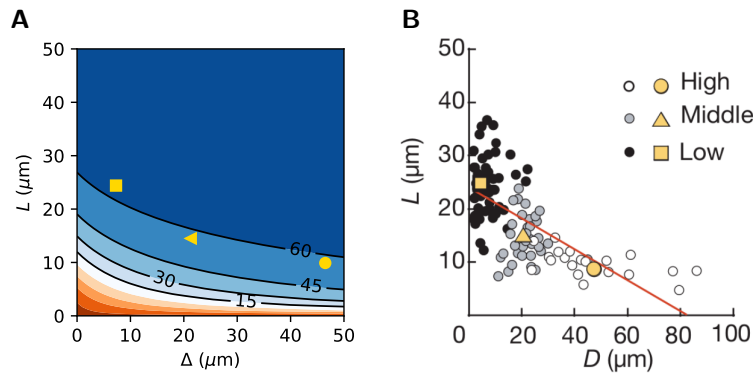 A
50
40
30
20
10
0
L (μm)
60
45
30
15
0 10 20 30 40 50
Δ (μm)
B
50
40
30
20
10
L (μm)
High
Middle
Low
0 20 40 60 80 100
D (μm)